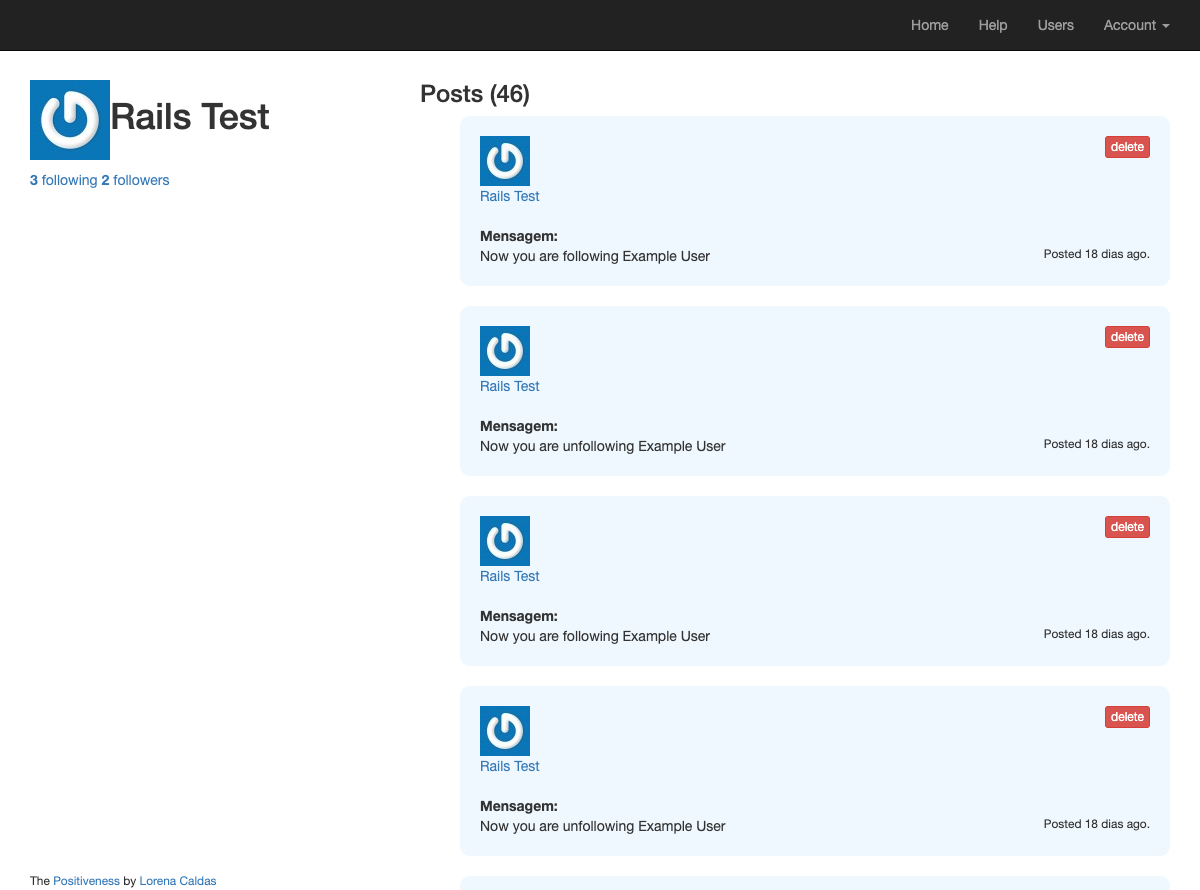 Home Help Users Account
Rails Test
3 following 2 followers
Posts (46)
delete
Rails Test
Mensagem:
Now you are following Example User
Posted 18 dias ago.
delete
Rails Test
Mensagem:
Now you are unfollowing Example User
Posted 18 dias ago.
delete
Rails Test
Mensagem:
Now you are following Example User
Posted 18 dias ago.
delete
Rails Test
Mensagem:
Now you are unfollowing Example User
Posted 18 dias ago.
The Positiveness by Lorena Caldas